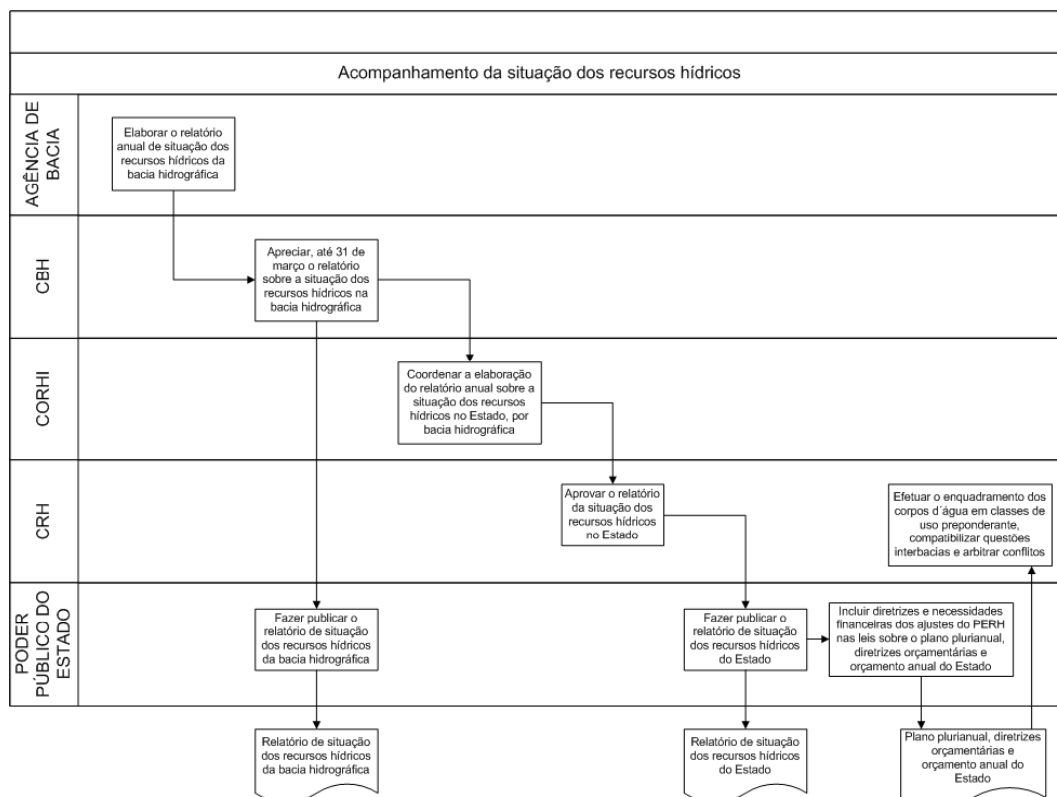 Acompanhamento da situação dos recursos hídricos
AGÊNCIA DE
BACIA
Elaborar o relatório
anual de situação dos
recursos hídricos da
bacia hidrográfica
CBH
Apreciar, até 31 de
março o relatório
sobre a situação dos
recursos hídricos na
bacia hidrográfica
CORHI
Coordenar a elaboração
do relatório anual sobre a
situação dos recursos
hídricos no Estado, por
bacia hidrográfica
CRH
Aprovar o relatório
da situação dos
recursos hídricos
no Estado
Efetuar o enquadramento dos
corpos d´água em classes de
uso preponderante,
compatibilizar questões
interbacias e arbitrar conflitos
PODER
PÚBLICO DO
ESTADO
Fazer publicar o
relatório de situação
dos recursos hídricos
da bacia hidrográfica
Fazer publicar o
relatório de situação
dos recursos hídricos
do Estado
Incluir diretrizes e necessidades
financeiras dos ajustes do PERH
nas leis sobre o plano plurianual,
diretrizes orçamentárias e
orçamento anual do Estado
Relatório de situação
dos recursos hídricos
da bacia hidrográfica
Relatório de situação
dos recursos hídricos do
Estado
Plano plurianual, diretrizes
orçamentárias e
orçamento anual do
Estado